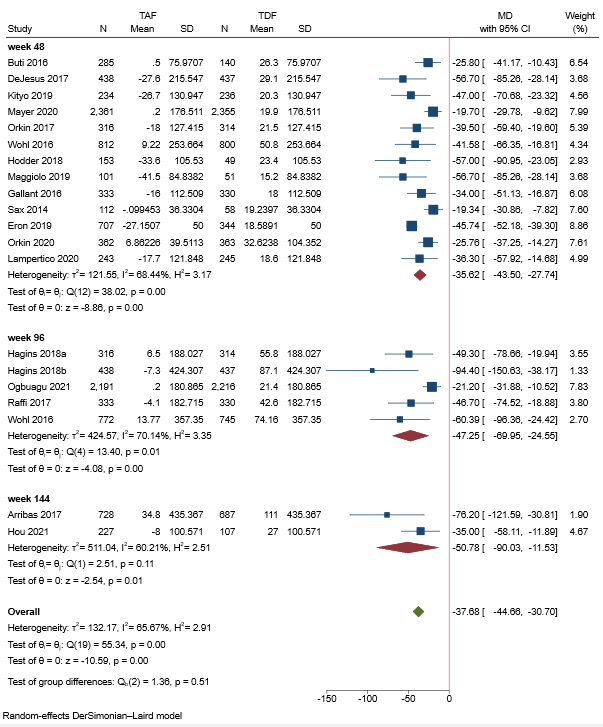 TAF TDF MD Weight
Study N Mean SD N Mean SD with 95% CI (%)
week 48
Buti 2016 285 .5 75.9707 140 26.3 75.9707 -25.80 [ -41.17, -10.43] 6.54
DeJesus 2017 438 -27.6 215.547 437 29.1 215.547 -56.70 [ -85.26, -28.14] 3.68
Kityo 2019 234 -26.7 130.947 236 20.3 130.947 -47.00 [ -70.68, -23.32] 4.56
Mayer 2020 2,361 .2 176.511 2,355 19.9 176.511 -19.70 [ -29.78, -9.62] 7.99
Orkin 2017 316 -18 127.415 314 21.5 127.415 -39.50 [ -59.40, -19.60] 5.39
Wohl 2016 812 9.22 253.664 800 50.8 253.664 -41.58 [ -66.35, -16.81] 4.34
Hodder 2018 153 -33.6 105.53 49 23.4 105.53 -57.00 [ -90.95, -23.05] 2.93
Maggiolo 2019 101 -41.5 84.8382 51 15.2 84.8382 -56.70 [ -85.26, -28.14] 3.68
Gallant 2016 333 -16 112.509 330 18 112.509 -34.00 [ -51.13, -16.87] 6.08
Sax 2014 112 -.099453 36.3304 58 19.2397 36.3304 -19.34 [ -30.86, -7.82] 7.60
Eron 2019 707 -27.1507 50 344 18.5891 50 -45.74 [ -52.18, -39.30] 8.86
Orkin 2020 362 6.86226 39.5113 363 32.6238 104.352 -25.76 [ -37.25, -14.27] 7.61
Lampertico 2020 243 -17.7 121.848 245 18.6 121.848 -36.30 [ -57.92, -14.68] 4.99
Heterogeneity: τ² = 121.55, I² = 68.44%, H² = 3.17 -35.62 [ -43.50, -27.74]
Test of θᵢ = θⱼ: Q(12) = 38.02, p = 0.00
Test of θ = 0: z = -8.86, p = 0.00
week 96
Hagins 2018a 316 6.5 188.027 314 55.8 188.027 -49.30 [ -78.66, -19.94] 3.55
Hagins 2018b 438 -7.3 424.307 437 87.1 424.307 -94.40 [ -150.63, -38.17] 1.33
Ogbuagu 2021 2,191 .2 180.865 2,216 21.4 180.865 -21.20 [ -31.88, -10.52] 7.83
Raffi 2017 333 -4.1 182.715 330 42.6 182.715 -46.70 [ -74.52, -18.88] 3.80
Wohl 2016 772 13.77 357.35 745 74.16 357.35 -60.39 [ -96.36, -24.42] 2.70
Heterogeneity: τ² = 424.57, I² = 70.14%, H² = 3.35 -47.25 [ -69.95, -24.55]
Test of θᵢ = θⱼ: Q(4) = 13.40, p = 0.01
Test of θ = 0: z = -4.08, p = 0.00
week 144
Arribas 2017 728 34.8 435.367 687 111 435.367 -76.20 [ -121.59, -30.81] 1.90
Hou 2021 227 -8 100.571 107 27 100.571 -35.00 [ -58.11, -11.89] 4.67
Heterogeneity: τ² = 511.04, I² = 60.21%, H² = 2.51 -50.78 [ -90.03, -11.53]
Test of θᵢ = θⱼ: Q(1) = 2.51, p = 0.11
Test of θ = 0: z = -2.54, p = 0.01
Overall -37.68 [ -44.66, -30.70]
Heterogeneity: τ² = 132.17, I² = 65.67%, H² = 2.91
Test of θᵢ = θⱼ: Q(19) = 55.34, p = 0.00
Test of θ = 0: z = -10.59, p = 0.00
Test of group differences: Q_b(2) = 1.36, p = 0.51
-150 -100 -50 0
Random-effects DerSimonian–Laird model